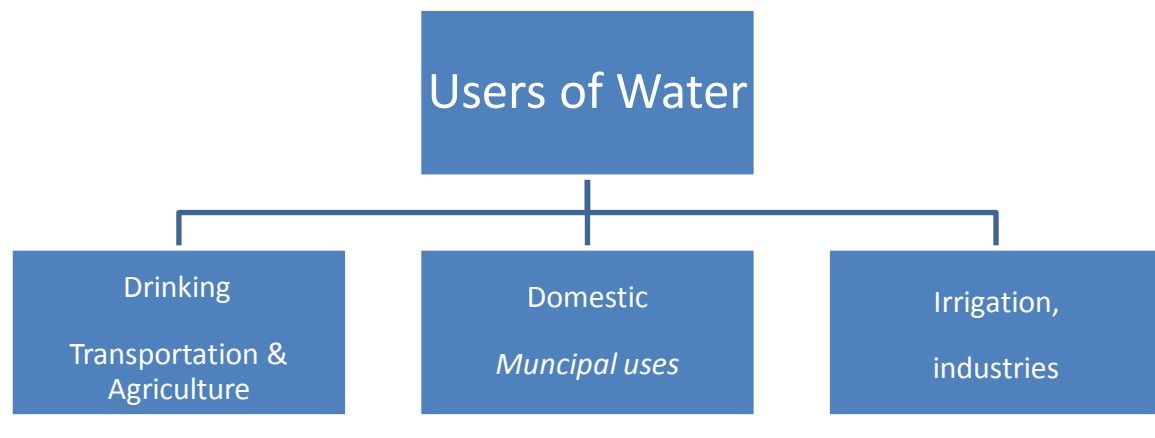 Users of Water
Drinking
Transportation &
Agriculture
Domestic
Muncipal uses
Irrigation,
industries